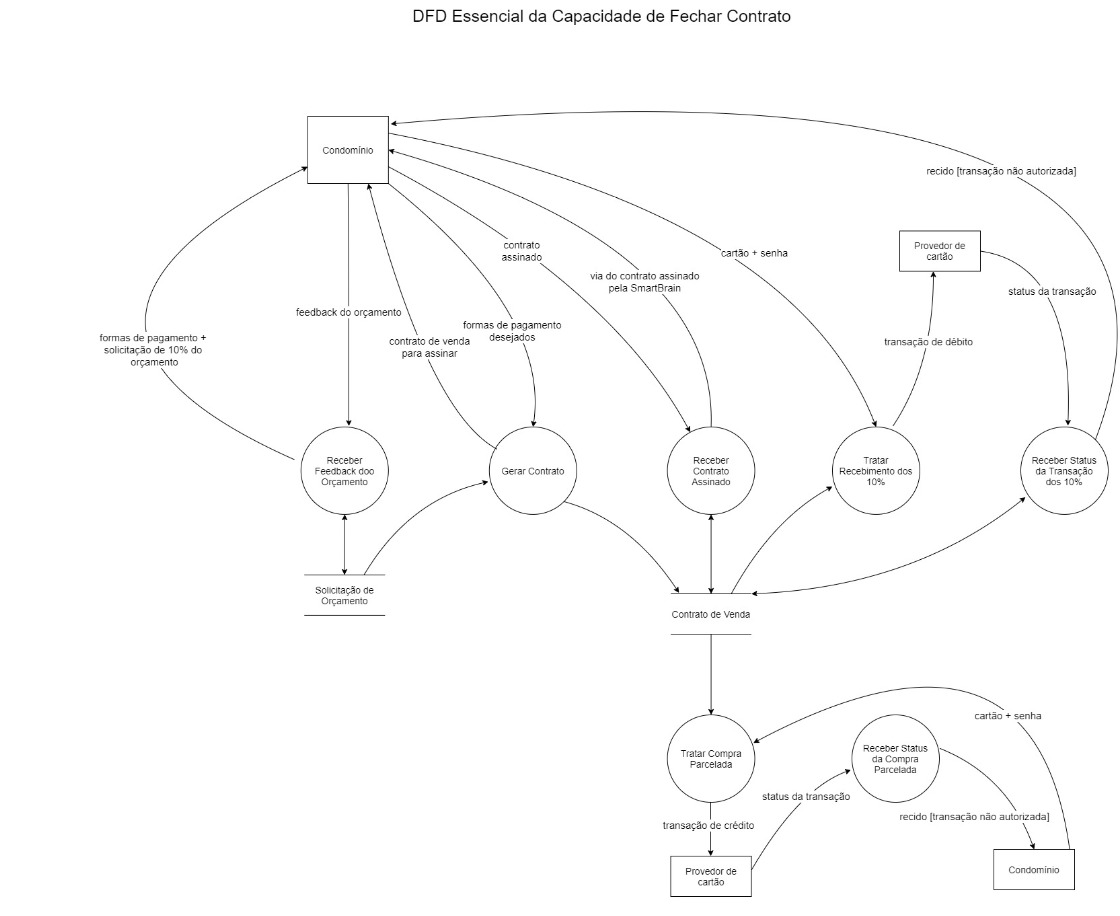 DFD Essencial da Capacidade de Fechar Contrato
Condomínio
recido [transação não autorizada]
contrato
assinado
cartão + senha
Provedor de
cartão
via do contrato assinado
pela SmartBrain
status da transação
feedback do orçamento
formas de pagamento
desejados
formas de pagamento +
solicitação de 10% do
orçamento
contrato de venda
para assinar
transação de débito
Receber
Feedback doo
Orçamento
Gerar Contrato
Receber
Contrato
Assinado
Tratar
Recebimento dos
10%
Receber Status
da Transação
dos 10%
Solicitação de
Orçamento
Contrato de Venda
cartão + senha
Tratar Compra
Parcelada
Receber Status
da Compra
Parcelada
status da transação
transação de crédito
recido [transação não autorizada]
Provedor de
cartão
Condomínio